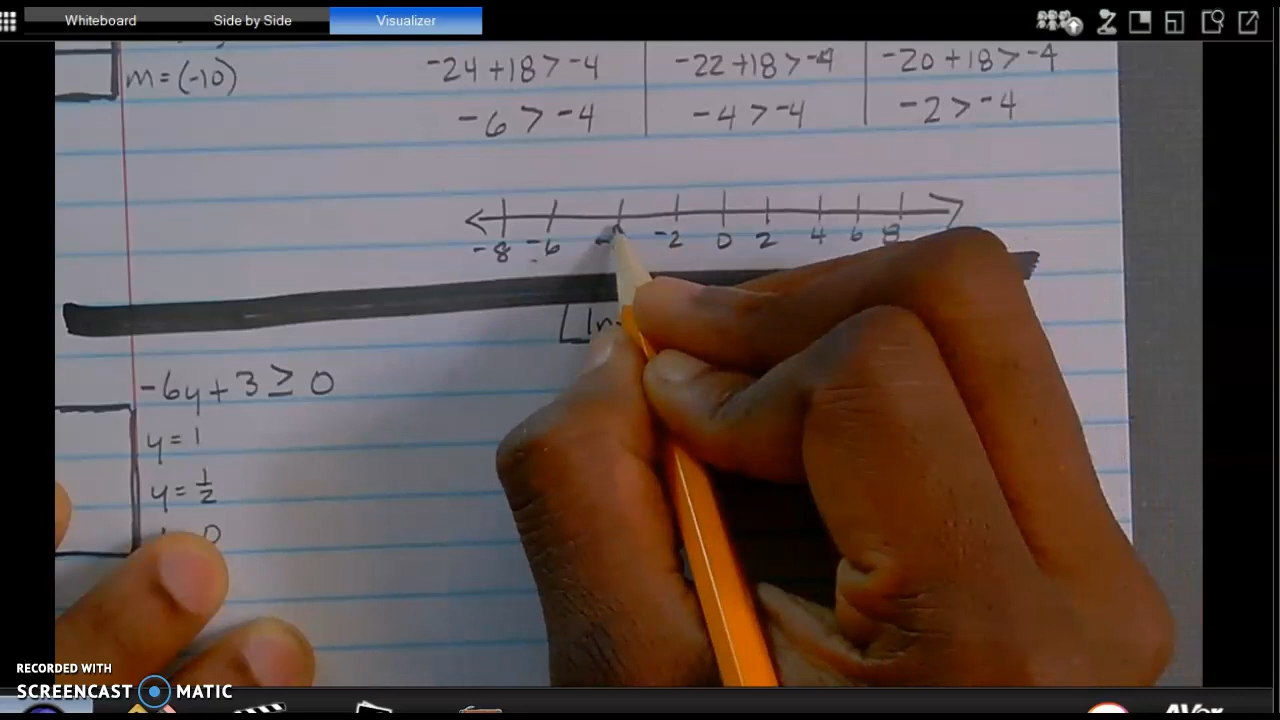 Whiteboard Side by Side Visualizer
m = (-10)
-24 + 18 > -4
-6 > -4
-22 + 18 > -4
-4 > -4
-20 + 18 > -4
-2 > -4
-8 -6 -2 0 2 4 6 8
-6y + 3 ≥ 0
y = 1
y = 1/2
0
RECORDED WITH
SCREENCAST MATIC
AVer